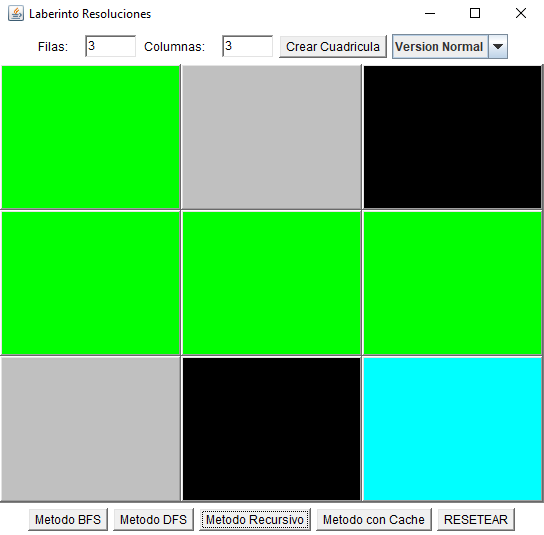 Laberinto Resoluciones
Filas: 3 Columnas: 3 Crear Cuadricula Version Normal
Metodo BFS Metodo DFS Metodo Recursivo Metodo con Cache RESETEAR